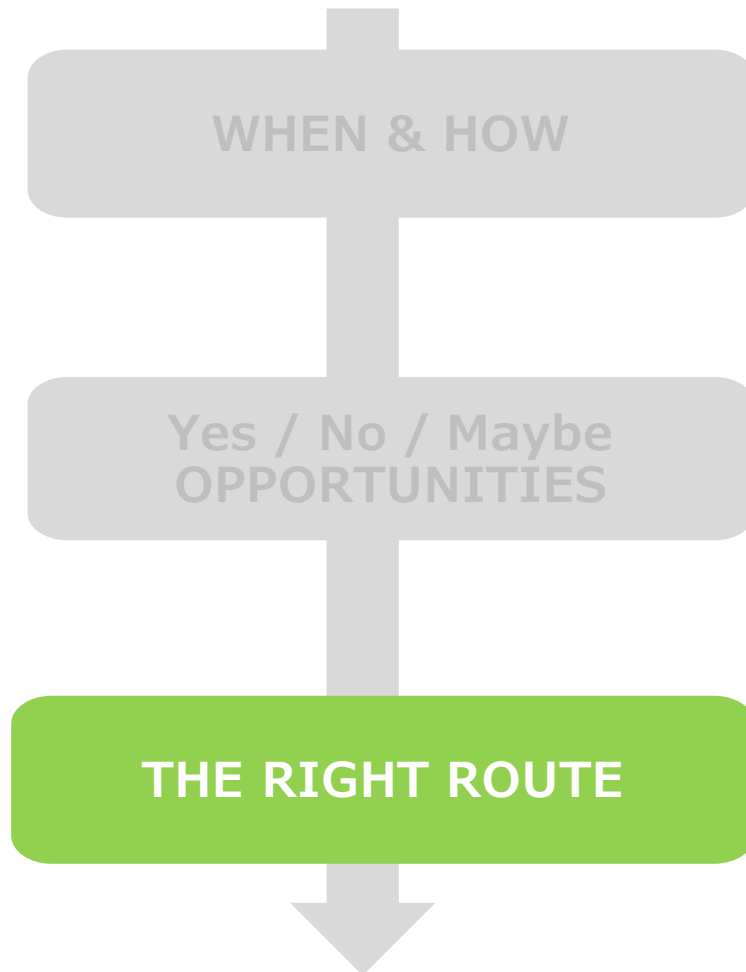 WHEN & HOW
Yes / No / Maybe
OPPORTUNITIES
THE RIGHT ROUTE